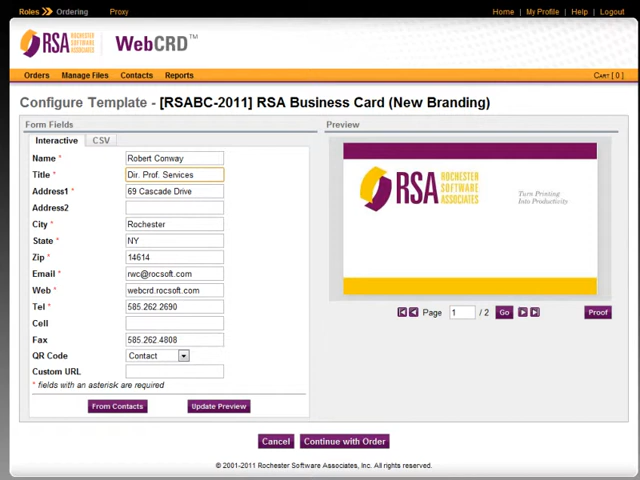 Roles Ordering Proxy Home | My Profile | Help | Logout
RSA ROCHESTER SOFTWARE ASSOCIATES WebCRD™
Orders Manage Files Contacts Reports CART [ 0 ]
Configure Template - [RSABC-2011] RSA Business Card (New Branding)
Form Fields
Interactive CSV
Name * Robert Conway
Title * Dir. Prof. Services
Address1 * 69 Cascade Drive
Address2
City * Rochester
State * NY
Zip * 14614
Email * rwc@rocsoft.com
Web * webcrd.rocsoft.com
Tel * 585.262.2690
Cell
Fax 585.262.4808
QR Code Contact
Custom URL
* fields with an asterisk are required
From Contacts Update Preview
Preview
RSA ROCHESTER
SOFTWARE
ASSOCIATES
Turn Printing
Into Productivity
Page 1 / 2 Go Proof
Cancel Continue with Order
© 2001-2011 Rochester Software Associates, Inc. All rights reserved.